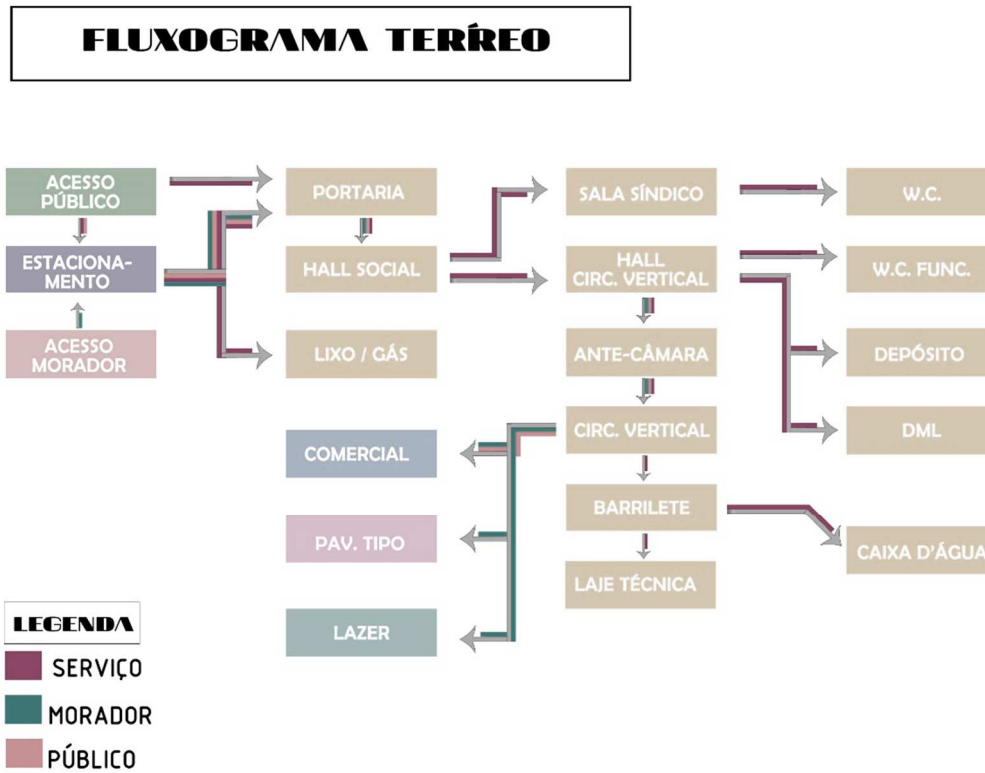 FLUXOGRAMA TERŔEO
ACESSO
PÚBLICO
PORTARIA
SALA SÍNDICO
W.C.
ESTACIONA-
MENTO
HALL SOCIAL
HALL
CIRC. VERTICAL
W.C. FUNC.
ACESSO
MORADOR
LIXO / GÁS
ANTE-CÂMARA
DEPÓSITO
COMERCIAL
CIRC. VERTICAL
DML
PAV. TIPO
BARRILETE
CAIXA D'ÁGUA
LAJE TÉCNICA
LAZER
LEGENDA
SERVIÇO
MORADOR
PÚBLICO